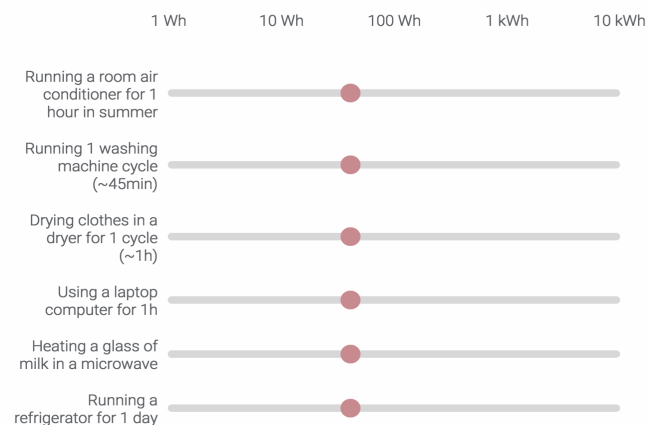 1 Wh 10 Wh 100 Wh 1 kWh 10 kWh
Running a room air
conditioner for 1
hour in summer
Running 1 washing
machine cycle
(~45min)
Drying clothes in a
dryer for 1 cycle
(~1h)
Using a laptop
computer for 1h
Heating a glass of
milk in a microwave
Running a
refrigerator for 1 day